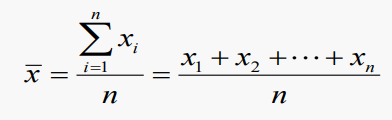 x̄ = (∑_{i=1}^{n} x_i) / n = (x_1 + x_2 + ··· + x_n) / n